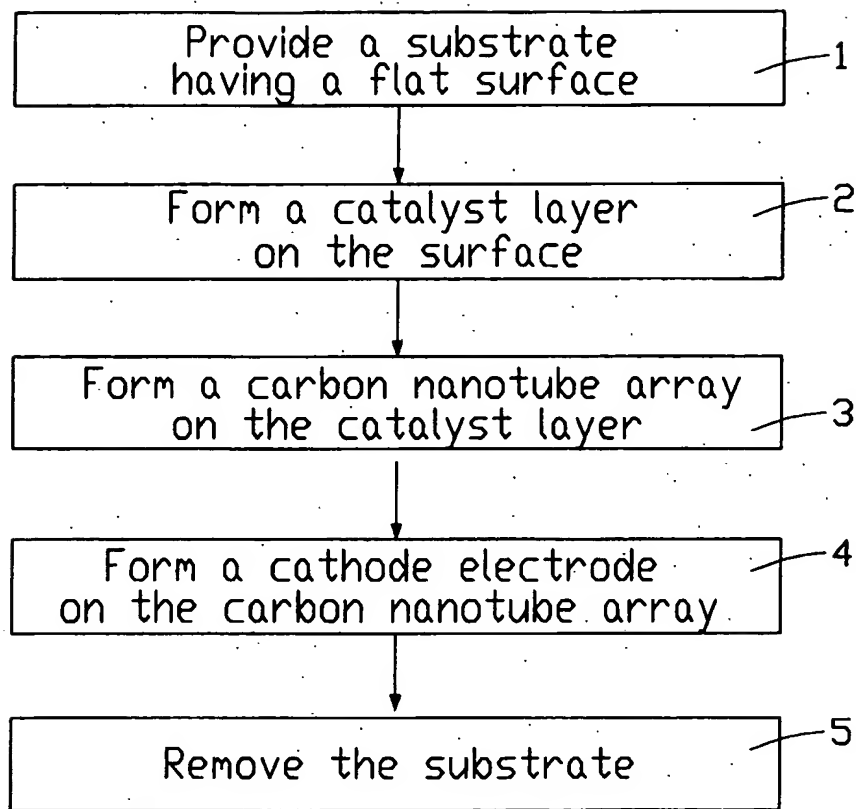 Provide a substrate
having a flat surface
1
Form a catalyst layer
on the surface
2
Form a carbon nanotube array
on the catalyst layer
3
Form a cathode electrode
on the carbon nanotube array
4
Remove the substrate
5